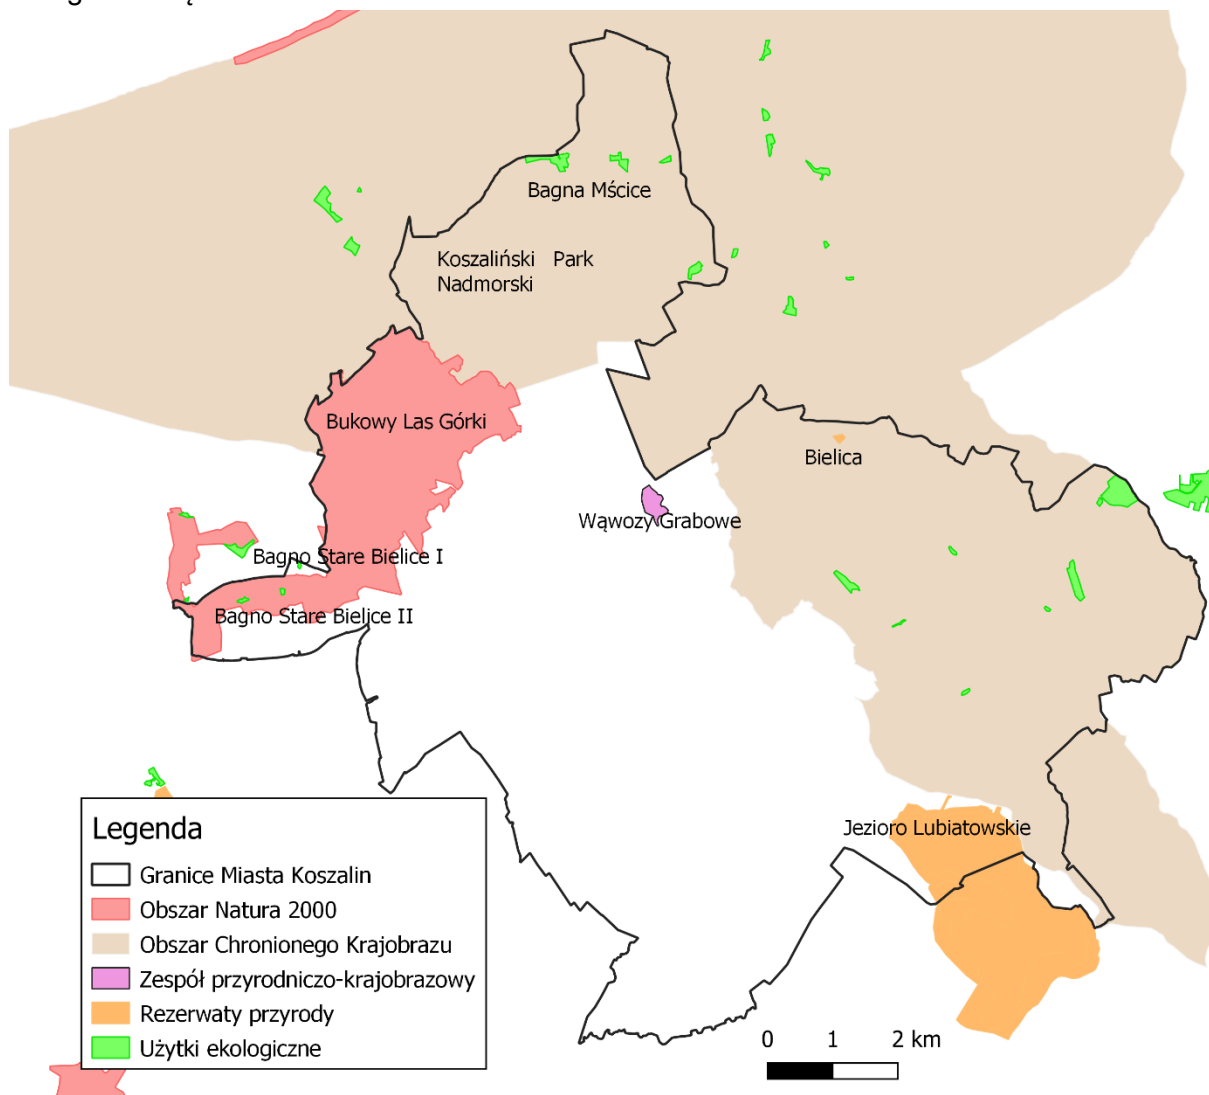 Bagna Mścice
Koszaliński Park
Nadmorski
Bukowy Las Górki
Bielica
Wąwozy Grabowe
Bagno Stare Bielice I
Bagno Stare Bielice II
Jezioro Lubiatowskie
Legenda
Granice Miasta Koszalin
Obszar Natura 2000
Obszar Chronionego Krajobrazu
Zespół przyrodniczo-krajobrazowy
Rezerwaty przyrody
Użytki ekologiczne
0 1 2 km